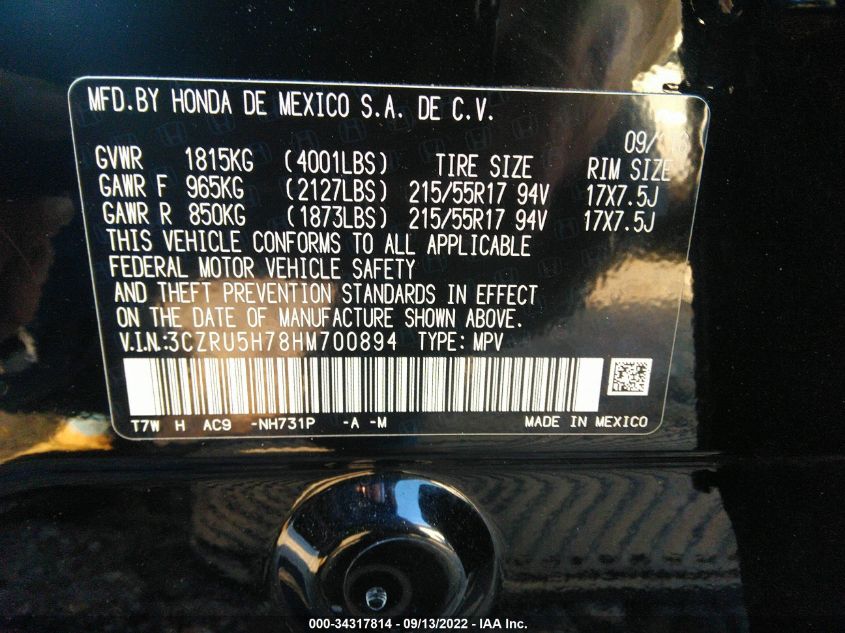 MFD.BY HONDA DE MEXICO S.A. DE C.V.
09/16
GVWR 1815KG (4001LBS) TIRE SIZE RIM SIZE
GAWR F 965KG (2127LBS) 215/55R17 94V 17X7.5J
GAWR R 850KG (1873LBS) 215/55R17 94V 17X7.5J
THIS VEHICLE CONFORMS TO ALL APPLICABLE
FEDERAL MOTOR VEHICLE SAFETY
AND THEFT PREVENTION STANDARDS IN EFFECT
ON THE DATE OF MANUFACTURE SHOWN ABOVE.
V.I.N.:3CZRU5H78HM700894 TYPE: MPV
T7W H AC9 -NH731P -A -M MADE IN MEXICO
000-34317814 - 09/13/2022 - IAA Inc.